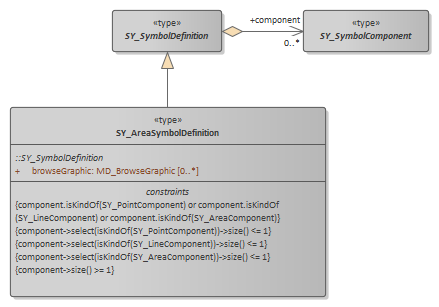 «type»
SY_SymbolDefinition
+component
0..*
«type»
SY_SymbolComponent
«type»
SY_AreaSymbolDefinition
::SY_SymbolDefinition
+ browseGraphic: MD_BrowseGraphic [0..*]
constraints
{component.isKindOf(SY_PointComponent) or component.isKindOf
(SY_LineComponent) or component.isKindOf(SY_AreaComponent)}
{component->select(isKindOf(SY_PointComponent))->size() <= 1}
{component->select(isKindOf(SY_LineComponent))->size() <= 1}
{component->select(isKindOf(SY_AreaComponent))->size() <= 1}
{component->size() >= 1}